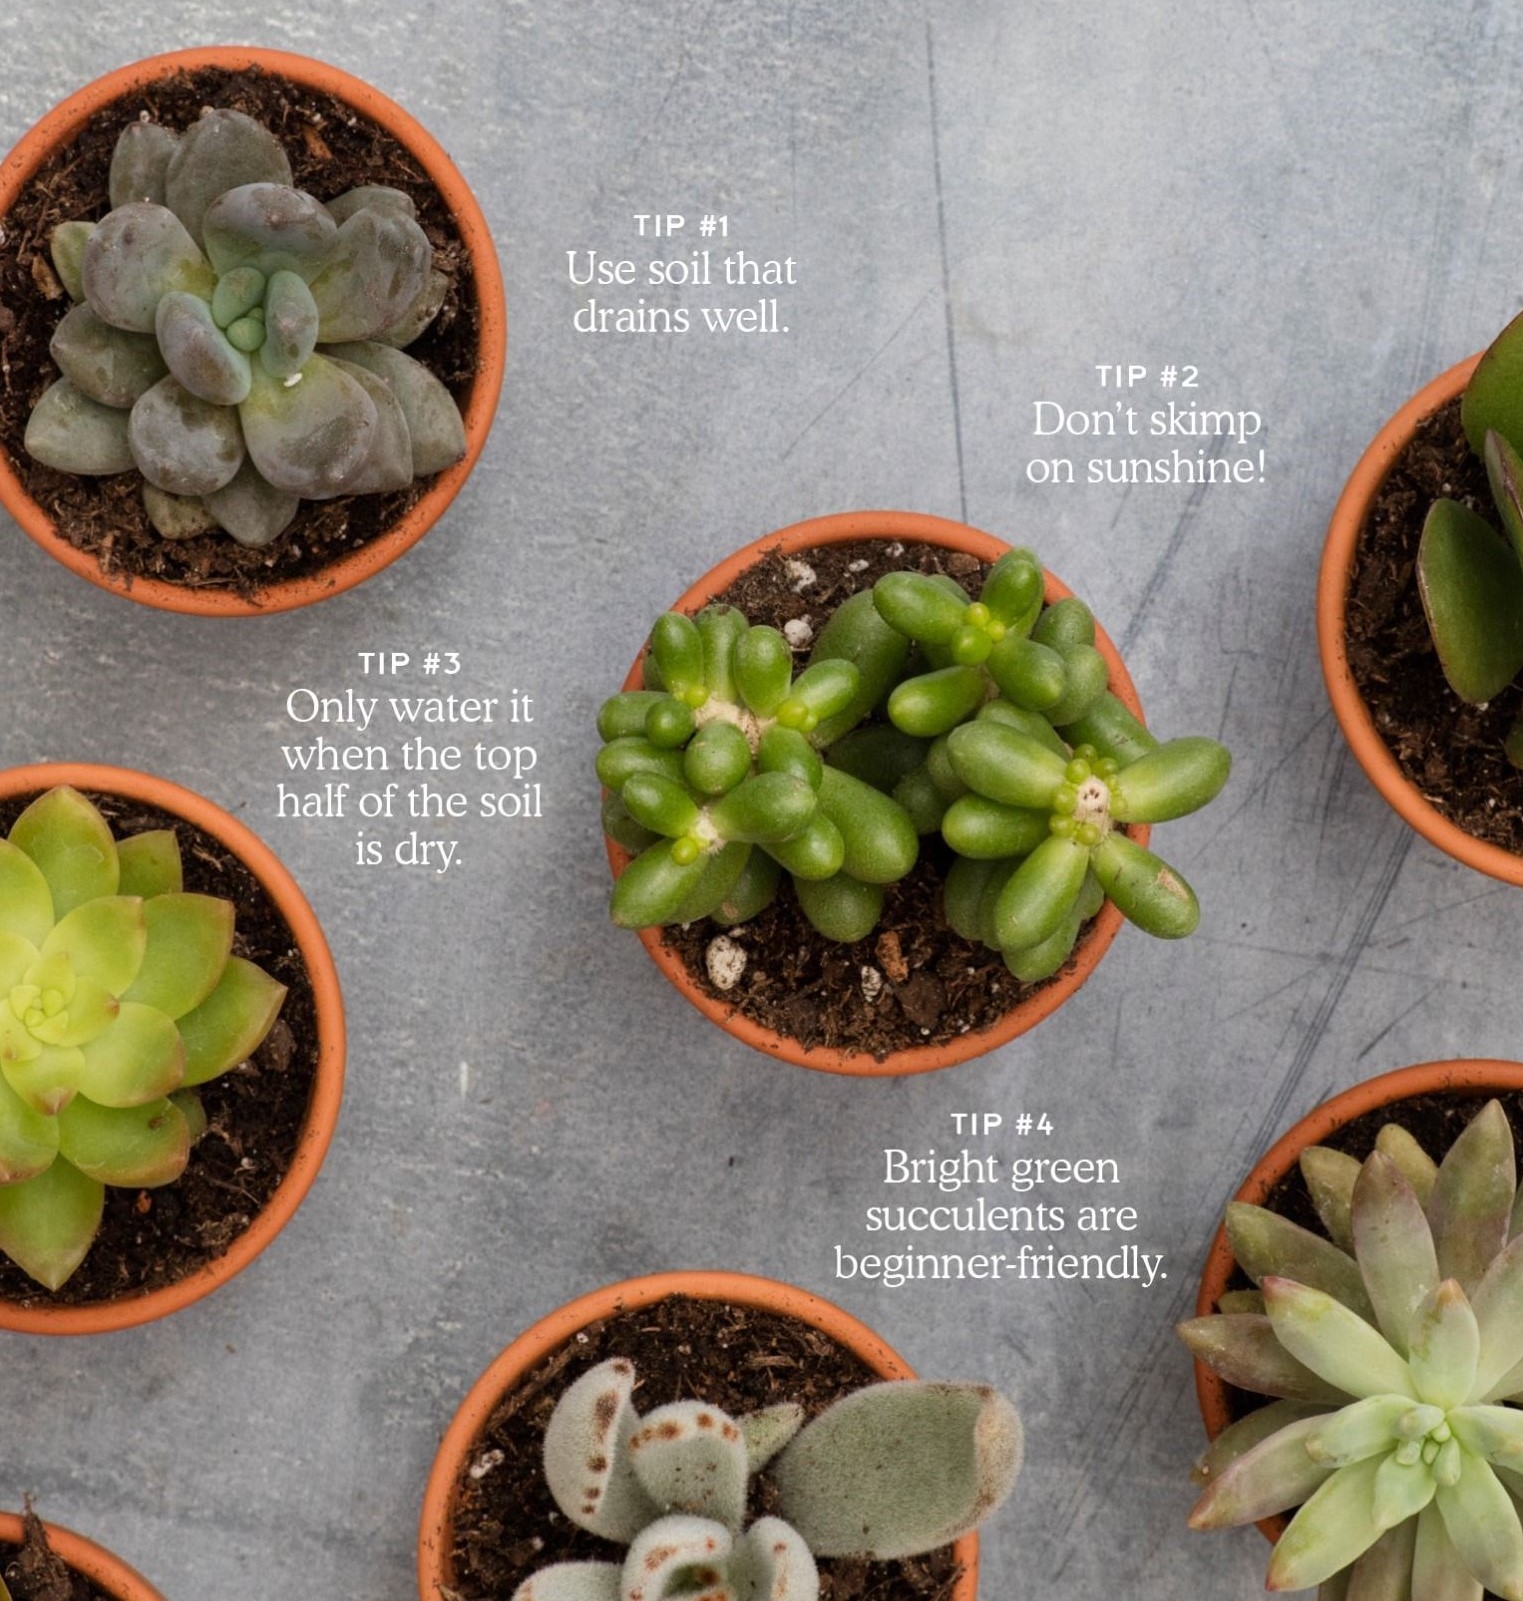 TIP #1
Use soil that
drains well.
TIP #2
Don't skimp
on sunshine!
TIP #3
Only water it
when the top
half of the soil
is dry.
TIP #4
Bright green
succulents are
beginner-friendly.